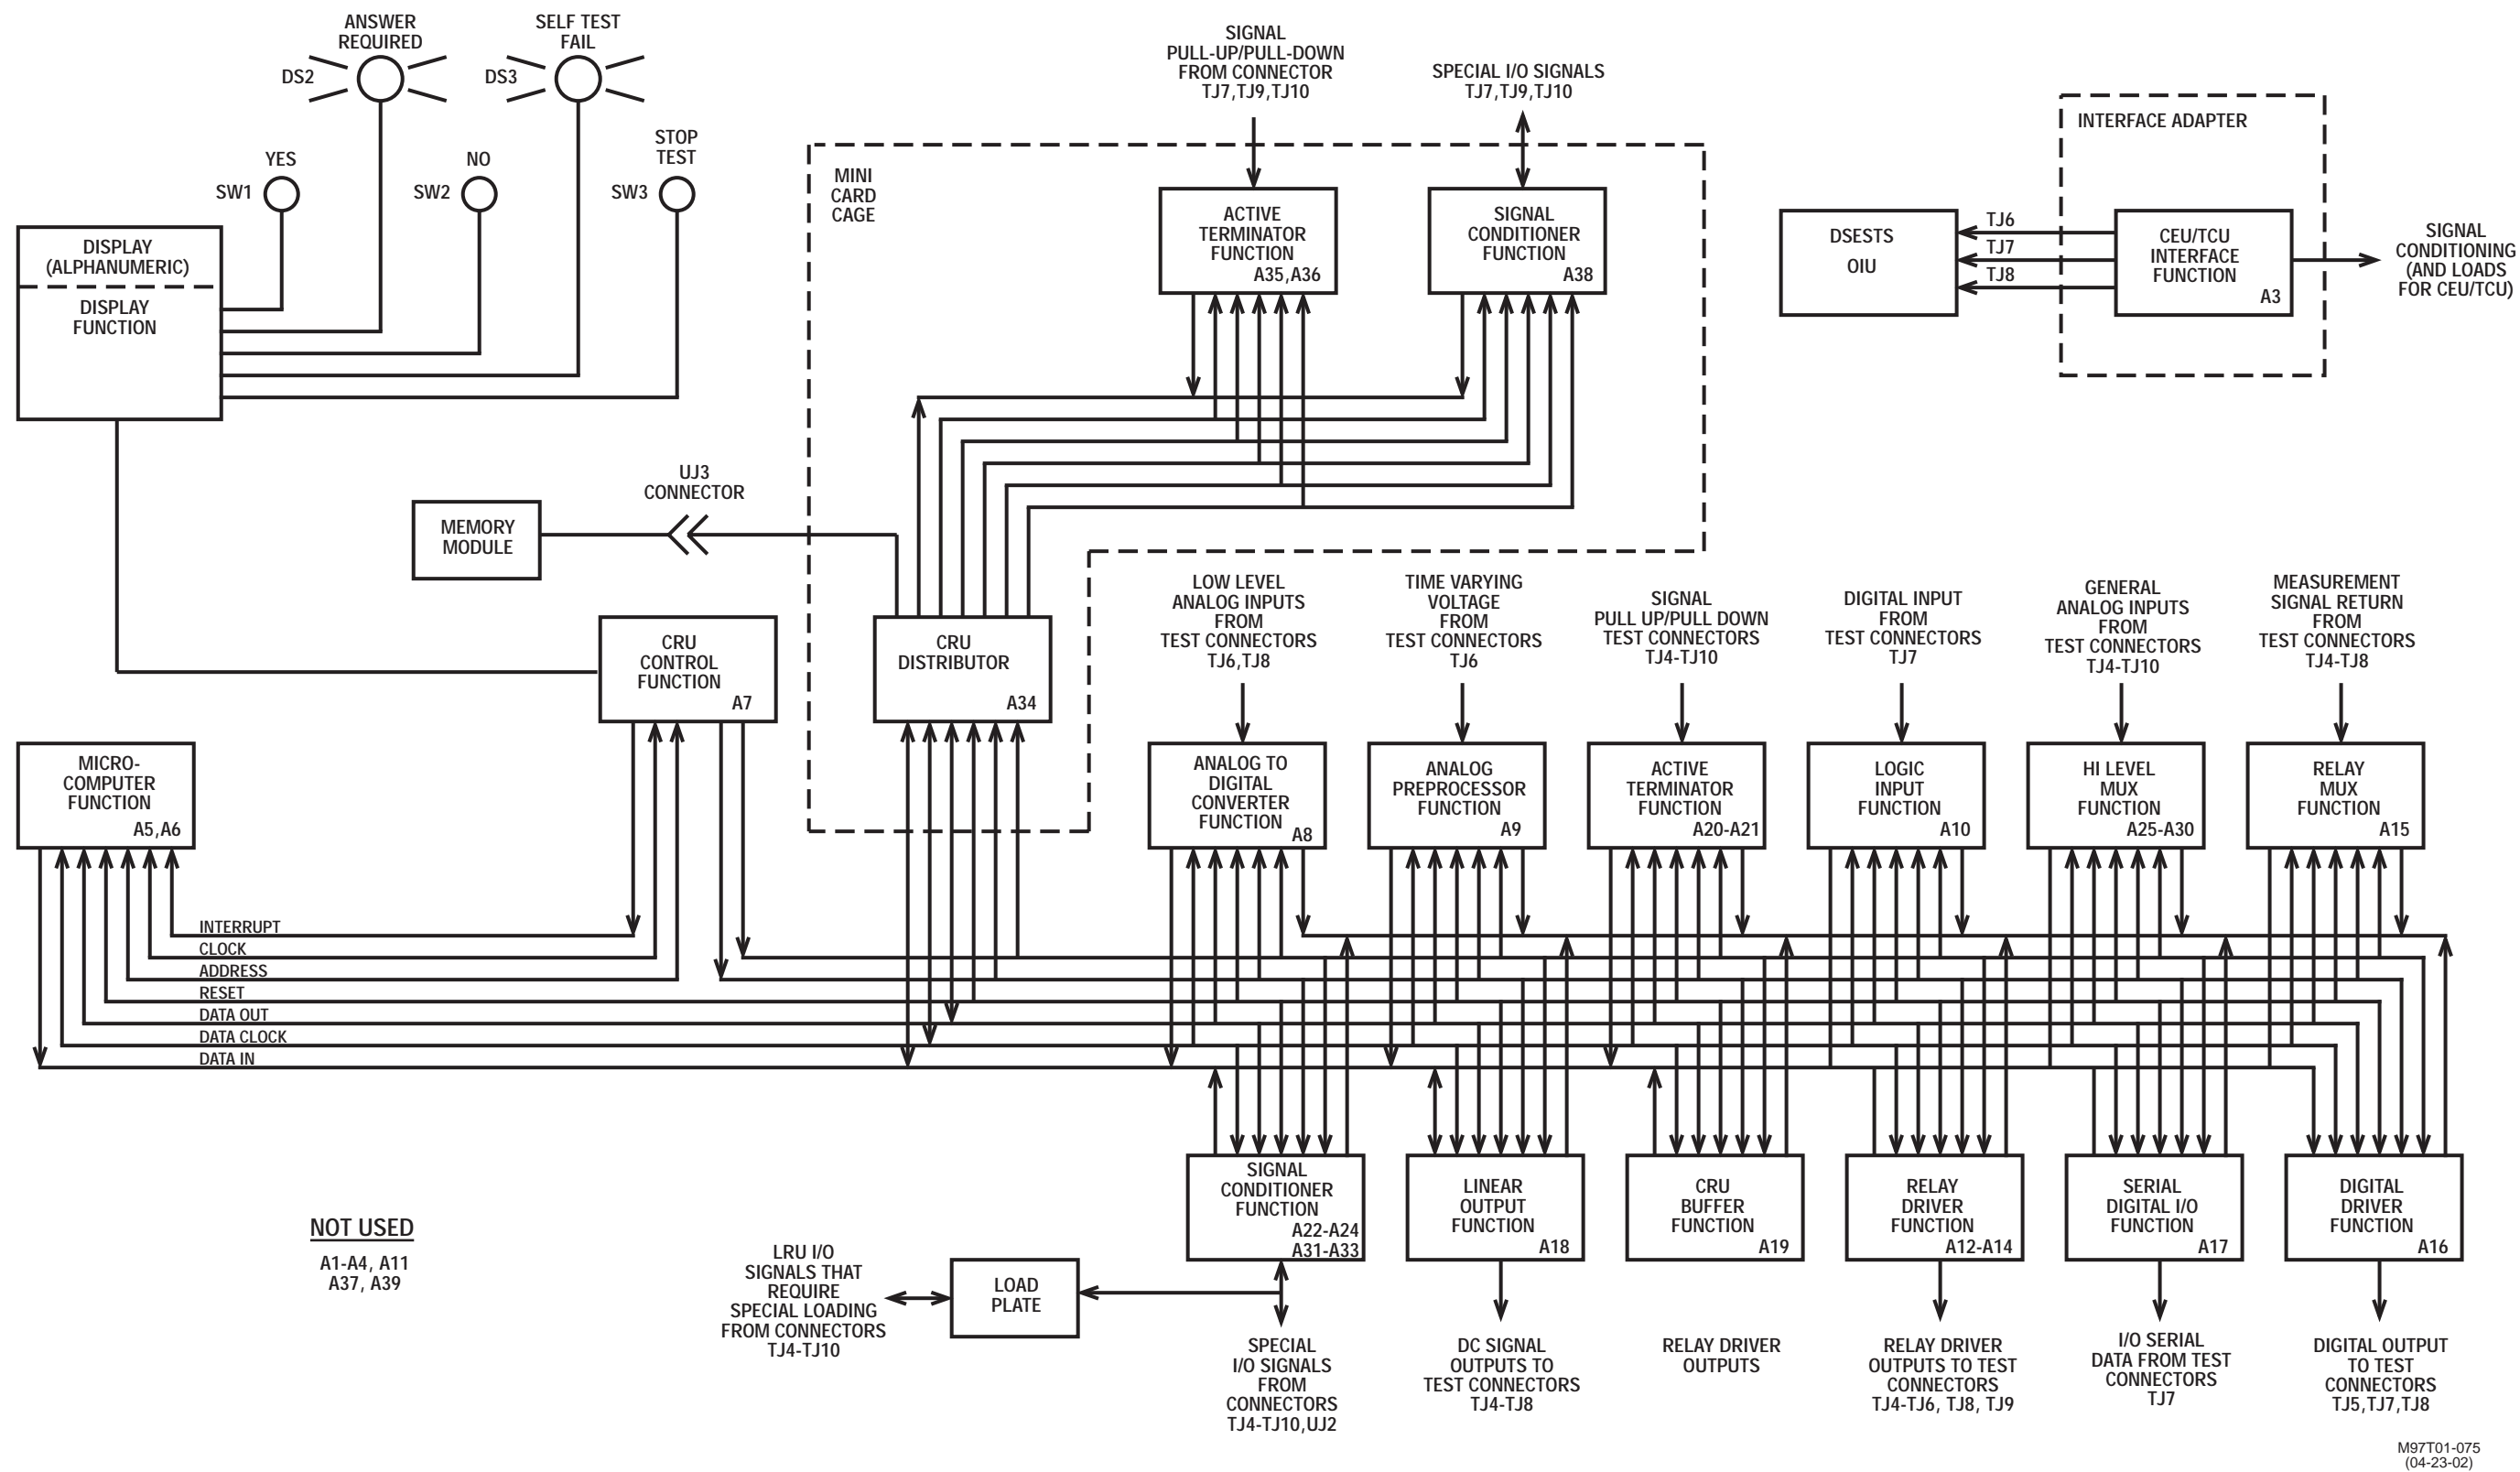 ANSWER
REQUIRED
DS2
SELF TEST
FAIL
DS3
YES
SW1
NO
SW2
STOP
TEST
SW3
DISPLAY
(ALPHANUMERIC)
DISPLAY
FUNCTION
SIGNAL
PULL-UP/PULL-DOWN
FROM CONNECTOR
TJ7,TJ9,TJ10
SPECIAL I/O SIGNALS
TJ7,TJ9,TJ10
MINI
CARD
CAGE
ACTIVE
TERMINATOR
FUNCTION
A35,A36
SIGNAL
CONDITIONER
FUNCTION
A38
INTERFACE ADAPTER
DSESTS
OIU
TJ6
TJ7
TJ8
CEU/TCU
INTERFACE
FUNCTION
A3
SIGNAL
CONDITIONING
(AND LOADS
FOR CEU/TCU)
MEMORY
MODULE
UJ3
CONNECTOR
CRU
CONTROL
FUNCTION
A7
CRU
DISTRIBUTOR
A34
LOW LEVEL
ANALOG INPUTS
FROM
TEST CONNECTORS
TJ6,TJ8
TIME VARYING
VOLTAGE
FROM
TEST CONNECTORS
TJ6
SIGNAL
PULL UP/PULL DOWN
TEST CONNECTORS
TJ4-TJ10
DIGITAL INPUT
FROM
TEST CONNECTORS
TJ7
GENERAL
ANALOG INPUTS
FROM
TEST CONNECTORS
TJ4-TJ10
MEASUREMENT
SIGNAL RETURN
FROM
TEST CONNECTORS
TJ4-TJ8
MICRO-
COMPUTER
FUNCTION
A5,A6
ANALOG TO
DIGITAL
CONVERTER
FUNCTION
A8
ANALOG
PREPROCESSOR
FUNCTION
A9
ACTIVE
TERMINATOR
FUNCTION
A20-A21
LOGIC
INPUT
FUNCTION
A10
HI LEVEL
MUX
FUNCTION
A25-A30
RELAY
MUX
FUNCTION
A15
INTERRUPT
CLOCK
ADDRESS
RESET
DATA OUT
DATA CLOCK
DATA IN
SIGNAL
CONDITIONER
FUNCTION
A22-A24
A31-A33
LINEAR
OUTPUT
FUNCTION
A18
CRU
BUFFER
FUNCTION
A19
RELAY
DRIVER
FUNCTION
A12-A14
SERIAL
DIGITAL I/O
FUNCTION
A17
DIGITAL
DRIVER
FUNCTION
A16
NOT USED
A1-A4, A11
A37, A39
LRU I/O
SIGNALS THAT
REQUIRE
SPECIAL LOADING
FROM CONNECTORS
TJ4-TJ10
LOAD
PLATE
SPECIAL
I/O SIGNALS
FROM
CONNECTORS
TJ4-TJ10,UJ2
DC SIGNAL
OUTPUTS TO
TEST CONNECTORS
TJ4-TJ8
RELAY DRIVER
OUTPUTS
RELAY DRIVER
OUTPUTS TO TEST
CONNECTORS
TJ4-TJ6, TJ8, TJ9
I/O SERIAL
DATA FROM TEST
CONNECTORS
TJ7
DIGITAL OUTPUT
TO TEST
CONNECTORS
TJ5,TJ7,TJ8
M97T01-075
(04-23-02)